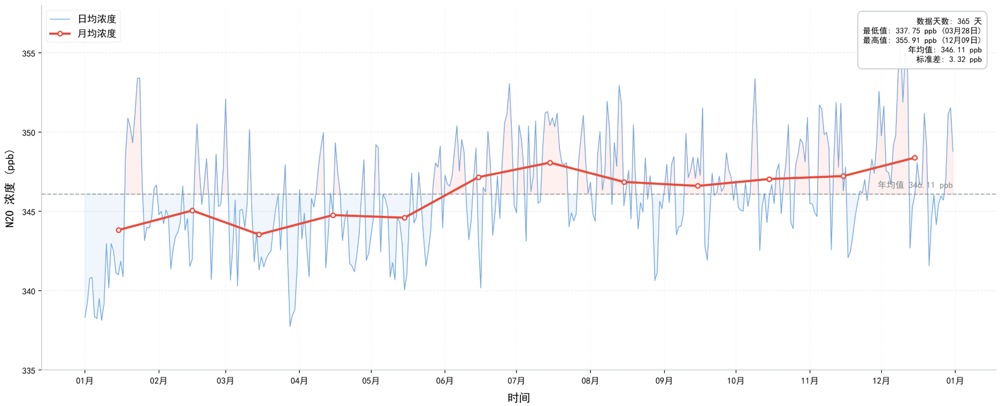 日均浓度
月均浓度
数据天数: 365 天
最低值: 337.75 ppb (03月28日)
最高值: 355.91 ppb (12月09日)
年均值: 346.11 ppb
标准差: 3.32 ppb
N2O 浓度 (ppb)
355
350
345
340
335
年均值 346.11 ppb
01月
02月
03月
04月
05月
06月
07月
08月
09月
10月
11月
12月
01月
时间